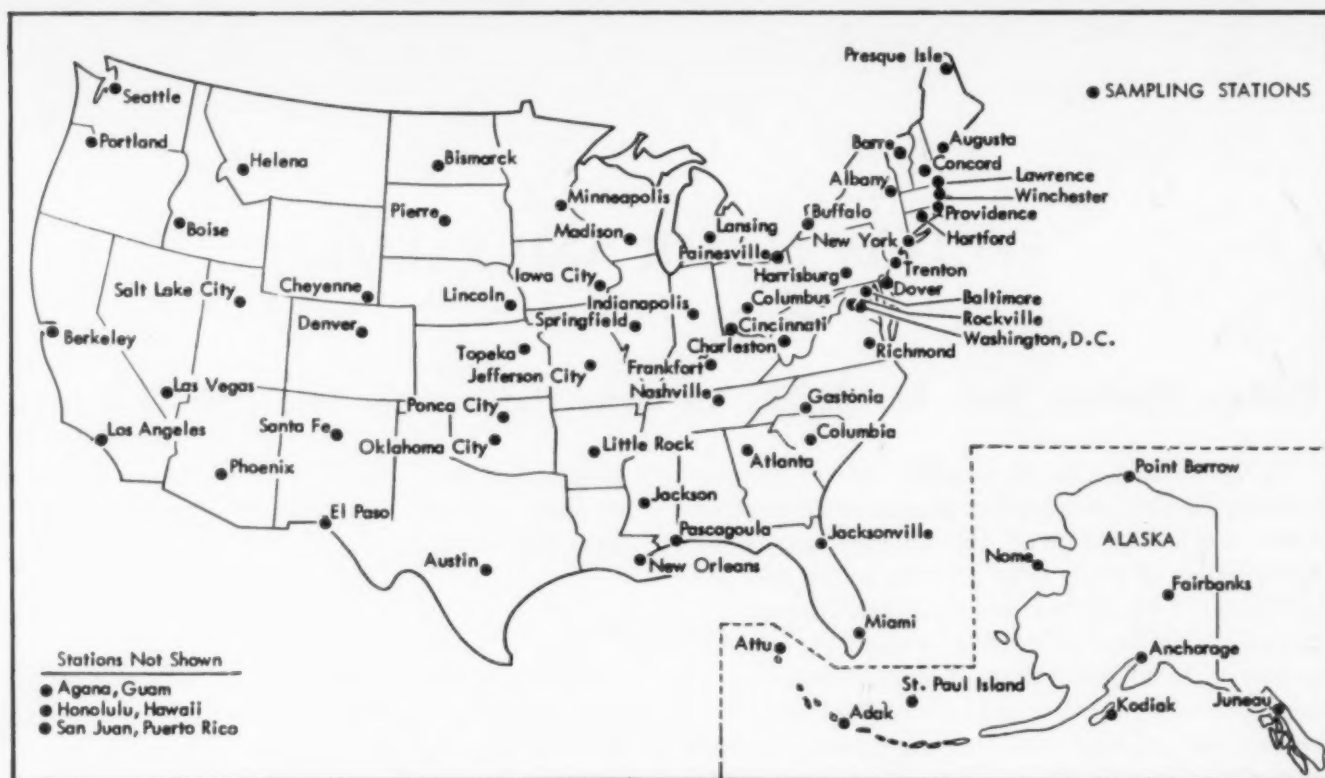 Presque Isle
● SAMPLING STATIONS
Seattle
Portland
Helena
Bismarck
Barre
Augusta
Concord
Lawrence
Winchester
Albany
Minneapolis
Pierre
Boise
Buffalo
Providence
Lansing
Madison
New York
Hartford
Painesville
Trenton
Harrisburg
Iowa City
Salt Lake City
Cheyenne
Lincoln
Indianapolis
Columbus
Dover
Baltimore
Rockville
Washington, D.C.
Denver
Springfield
Cincinnati
Berkeley
Charleston
Richmond
Topeka
Jefferson City
Frankfort
Las Vegas
Nashville
Ponca City
Gastonia
Los Angeles
Santa Fe
Oklahoma City
Little Rock
Columbia
Atlanta
Phoenix
Jackson
El Paso
Pascagoula
Jacksonville
Austin
New Orleans
Miami
Point Barrow
ALASKA
Nome
Fairbanks
Anchorage
Attu
St. Paul Island
Adak
Kodiak
Juneau
Stations Not Shown
● Agana, Guam
● Honolulu, Hawaii
● San Juan, Puerto Rico